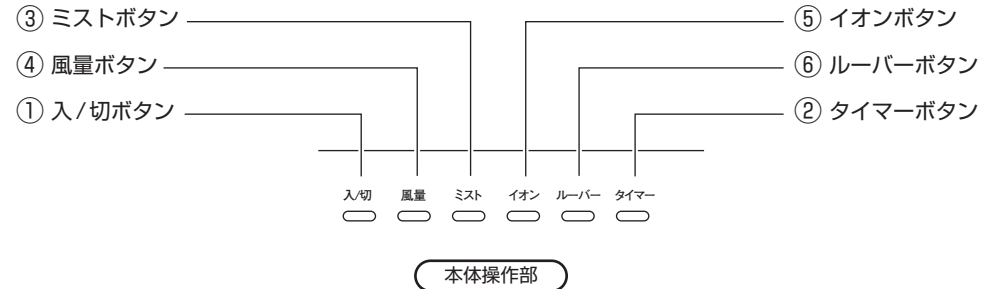 ③ ミストボタン
⑤ イオンボタン
④ 風量ボタン
⑥ ルーバーボタン
① 入/切ボタン
② タイマーボタン
入/切 風量 ミスト イオン ルーバー タイマー
本体操作部